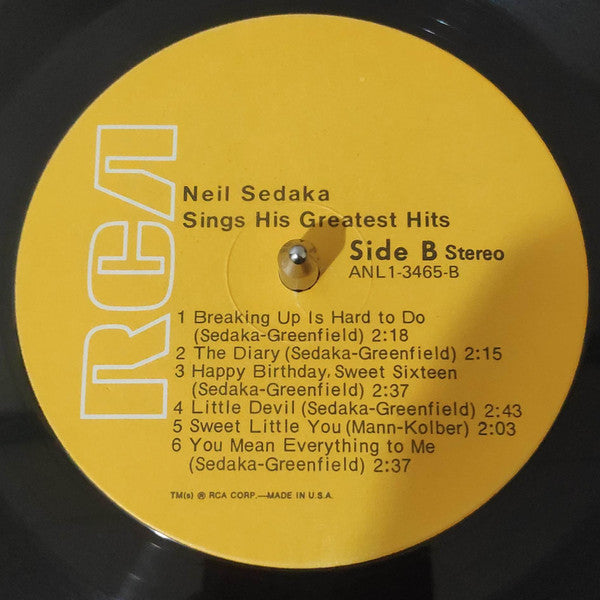 RCA
Neil Sedaka
Sings His Greatest Hits
Side B Stereo
ANL1-3465-B
1 Breaking Up Is Hard to Do
(Sedaka-Greenfield) 2:18
2 The Diary (Sedaka-Greenfield) 2:15
3 Happy Birthday, Sweet Sixteen
(Sedaka-Greenfield) 2:37
4 Little Devil (Sedaka-Greenfield) 2:43
5 Sweet Little You (Mann-Kolber) 2:03
6 You Mean Everything to Me
(Sedaka-Greenfield) 2:37
TM(s) ® RCA CORP.—MADE IN U.S.A.